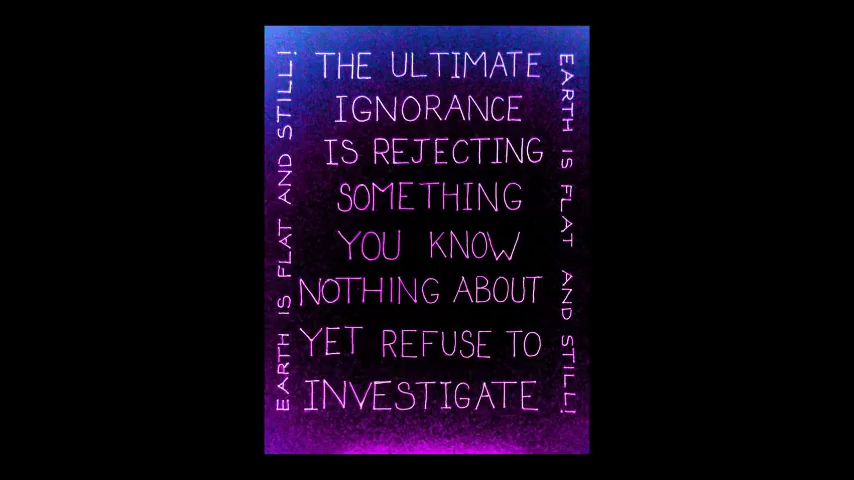 EARTH IS FLAT AND STILL!
THE ULTIMATE
IGNORANCE
IS REJECTING
SOMETHING
YOU KNOW
NOTHING ABOUT
YET REFUSE TO
INVESTIGATE
EARTH IS FLAT AND STILL!